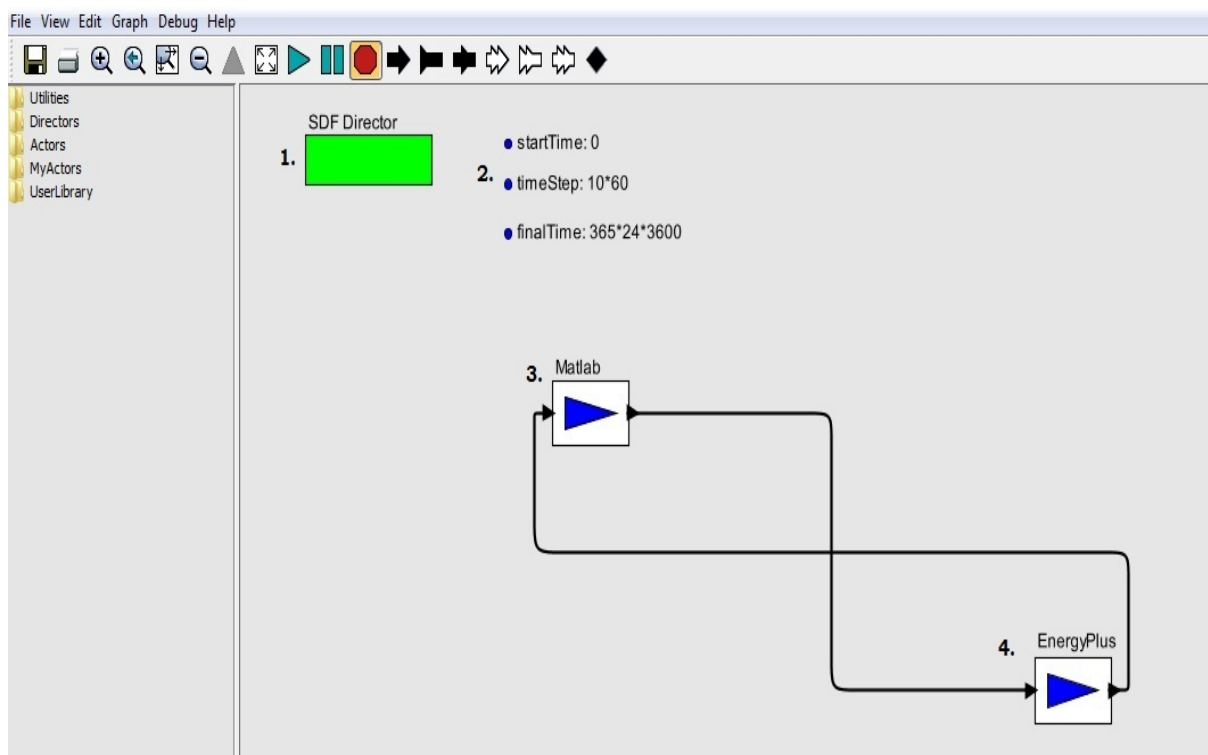 File View Edit Graph Debug Help
Utilities
Directors
Actors
MyActors
UserLibrary
SDF Director
1.
2.
startTime: 0
timeStep: 10*60
finalTime: 365*24*3600
3.
Matlab
4.
EnergyPlus